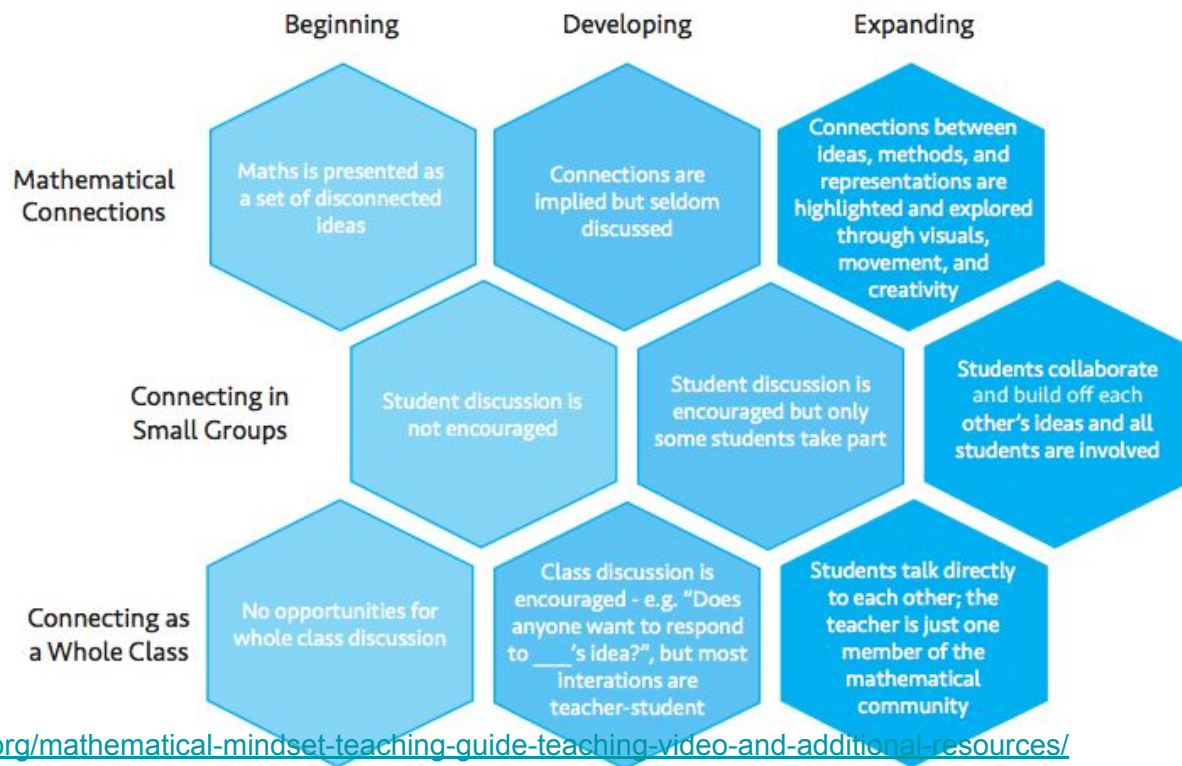 Beginning
Developing
Expanding
Mathematical
Connections
Maths is presented as
a set of disconnected
ideas
Connections are
implied but seldom
discussed
Connections between
ideas, methods, and
representations are
highlighted and explored
through visuals,
movement, and
creativity
Connecting in
Small Groups
Student discussion is
not encouraged
Student discussion is
encouraged but only
some students take part
Students collaborate
and build off each
other's ideas and all
students are involved
Connecting as
a Whole Class
No opportunities for
whole class discussion
Class discussion is
encouraged - e.g. "Does
anyone want to respond
to ___'s idea?", but most
interations are
teacher-student
Students talk directly
to each other; the
teacher is just one
member of the
mathematical
community
org/mathematical-mindset-teaching-guide-teaching-video-and-additional-resources/